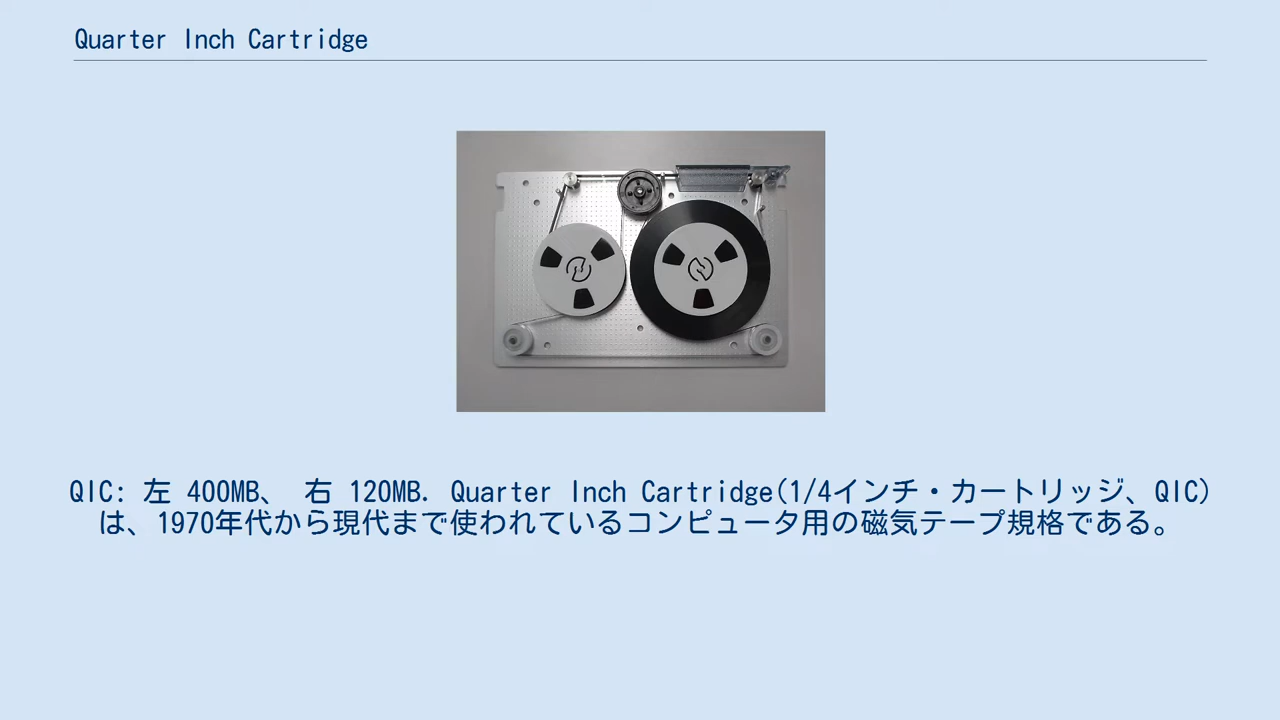 Quarter Inch Cartridge
QIC: 左 400MB、 右 120MB. Quarter Inch Cartridge(1/4インチ・カートリッジ、QIC)
は、1970年代から現代まで使われているコンピュータ用の磁気テープ規格である。